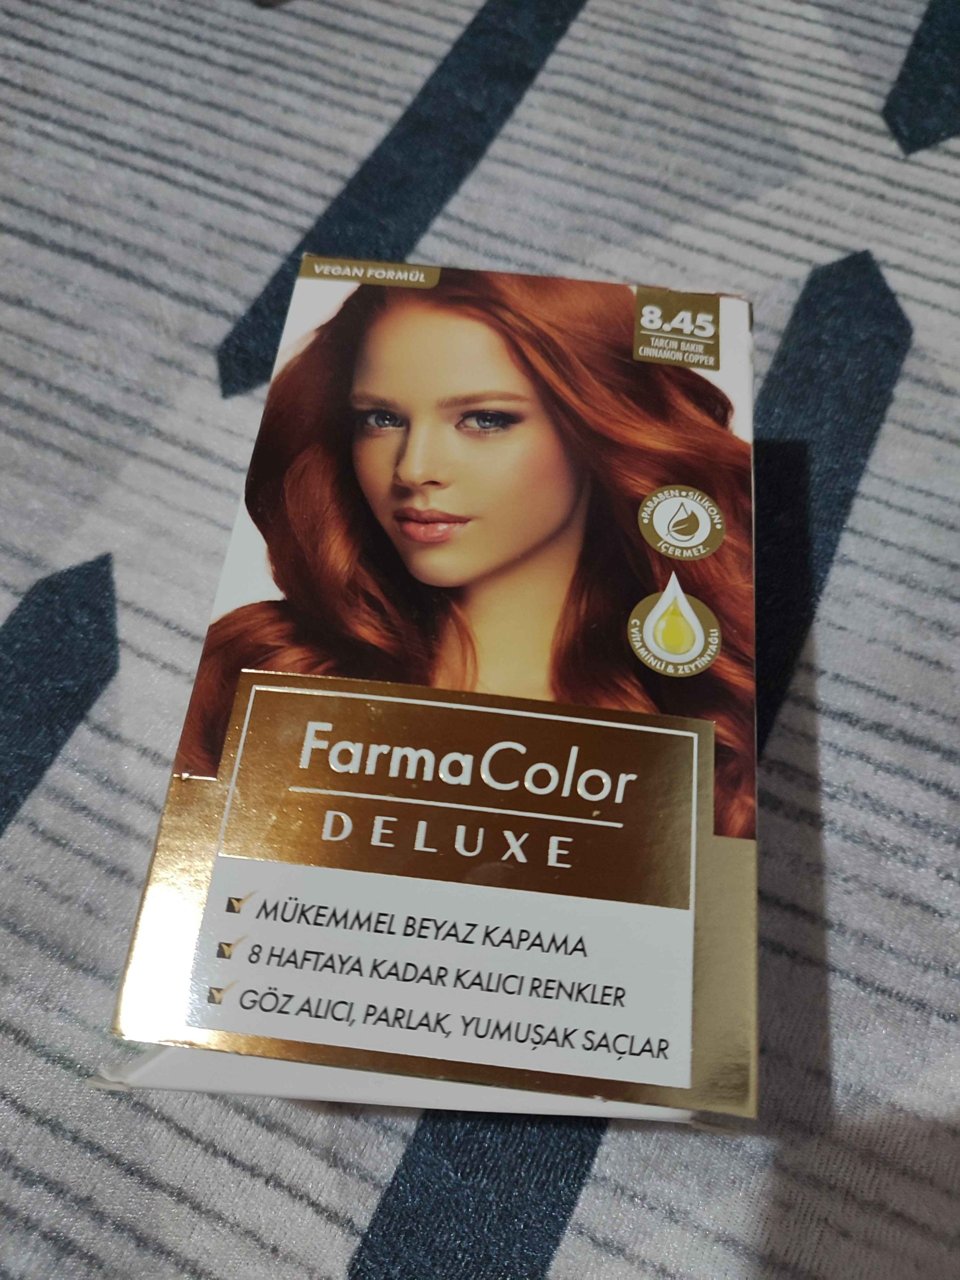 VEGAN FORMÜL
8.45
TARÇIN BAKIR
CINNAMON COPPER
•PARABEN•SİLİKON•
İÇERMEZ.
C VİTAMİNLİ & ZEYTİNYAĞLI
FarmaColor
DELUXE
MÜKEMMEL BEYAZ KAPAMA
8 HAFTAYA KADAR KALICI RENKLER
GÖZ ALICI, PARLAK, YUMUŞAK SAÇLAR